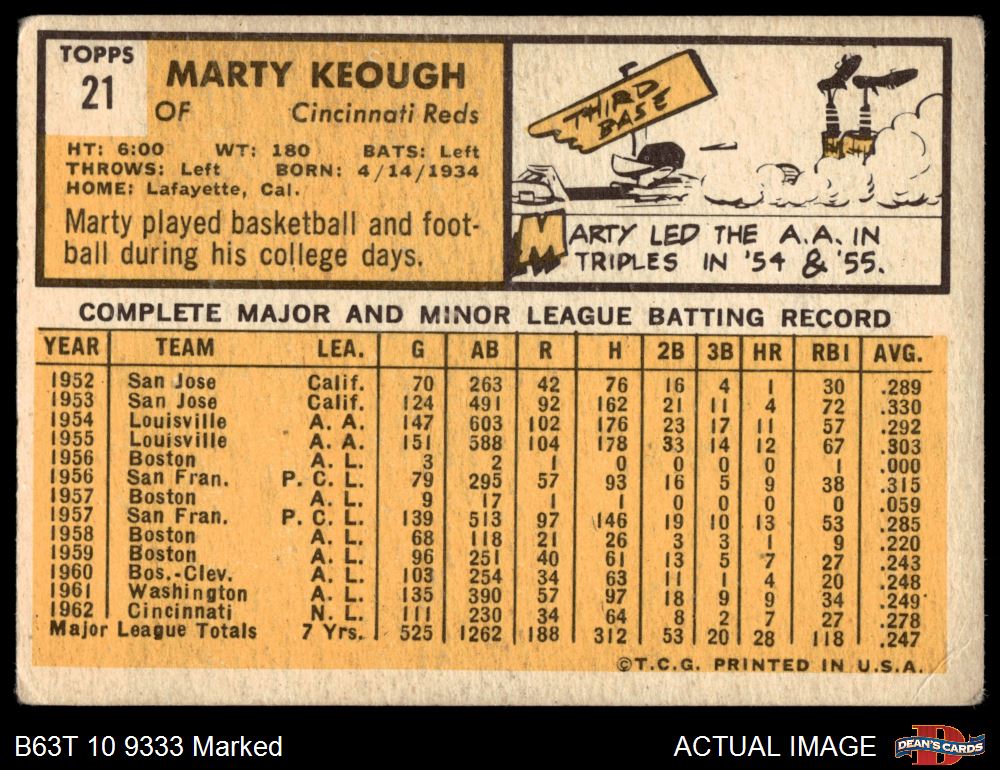 TOPPS
21
MARTY KEOUGH
OF Cincinnati Reds
HT: 6:00 WT: 180 BATS: Left
THROWS: Left BORN: 4/14/1934
HOME: Lafayette, Cal.
Marty played basketball and foot-
ball during his college days.
THIRD
BASE
MARTY LED THE A.A. IN
TRIPLES IN '54 & '55.
COMPLETE MAJOR AND MINOR LEAGUE BATTING RECORD
YEAR TEAM LEA. G AB R H 2B 3B HR RBI AVG.
1952 San Jose Calif. 70 263 42 76 16 4 1 30 .289
1953 San Jose Calif. 124 491 92 162 21 11 4 72 .330
1954 Louisville A. A. 147 603 102 176 23 17 11 57 .292
1955 Louisville A. A. 151 588 104 178 33 14 12 67 .303
1956 Boston A. L. 3 2 1 0 0 0 0 1 .000
1956 San Fran. P. C. L. 79 295 57 93 16 5 9 38 .315
1957 Boston A. L. 9 17 1 1 0 0 0 0 .059
1957 San Fran. P. C. L. 139 513 97 146 19 10 13 53 .285
1958 Boston A. L. 68 118 21 26 3 3 1 9 .220
1959 Boston A. L. 96 251 40 61 13 5 7 27 .243
1960 Bos.-Clev. A. L. 103 254 34 63 11 1 4 20 .248
1961 Washington A. L. 135 390 57 97 18 9 9 34 .249
1962 Cincinnati N. L. 111 230 34 64 8 2 7 27 .278
Major League Totals 7 Yrs. 525 1262 188 312 53 20 28 118 .247
©T.C.G. PRINTED IN U.S.A.
B63T 10 9333 Marked
ACTUAL IMAGE
DEAN'S CARDS